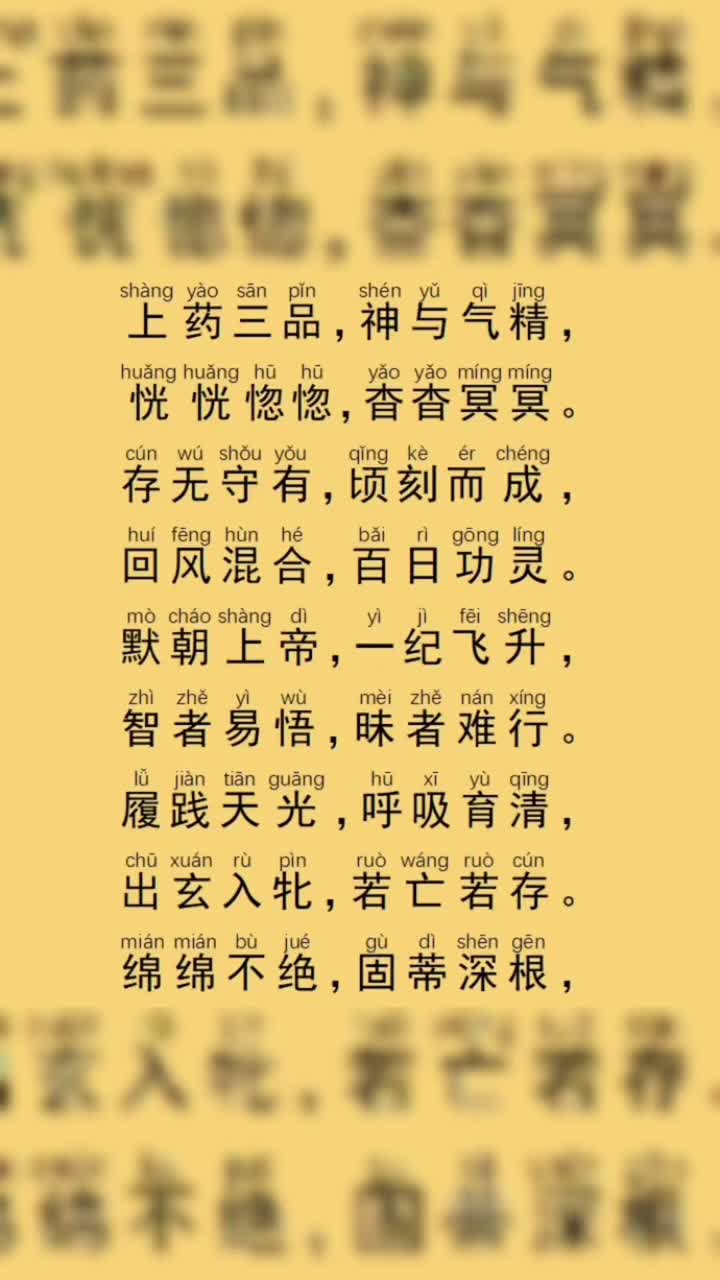 shàng yào sān pǐn shén yǔ qì jīng
上药三品,神与气精,
huǎng huǎng hū hū yǎo yǎo míng míng
恍恍惚惚,杳杳冥冥。
cún wú shǒu yǒu qǐng kè ér chéng
存无守有,顷刻而成,
huí fēng hùn hé bǎi rì gōng líng
回风混合,百日功灵。
mò cháo shàng dì yì jì fēi shēng
默朝上帝,一纪飞升,
zhì zhě yì wù mèi zhě nán xíng
智者易悟,昧者难行。
lǚ jiàn tiān guāng hū xī yù qīng
履践天光,呼吸育清,
chū xuán rù pìn ruò wáng ruò cún
出玄入牝,若亡若存。
mián mián bù jué gù dì shēn gēn
绵绵不绝,固蒂深根,